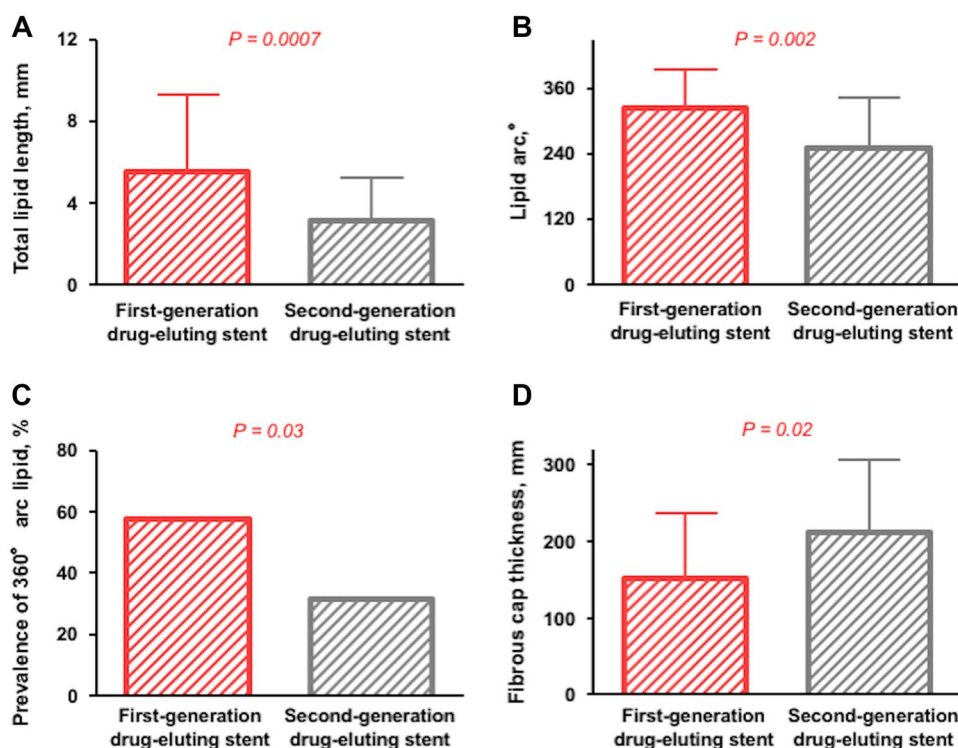 A
P = 0.0007
Total lipid length, mm
12
8
4
0
First-generation
drug-eluting stent
Second-generation
drug-eluting stent
B
P = 0.002
Lipid arc,°
360
240
120
0
First-generation
drug-eluting stent
Second-generation
drug-eluting stent
C
P = 0.03
Prevalence of 360° arc lipid, %
80
60
40
20
0
First-generation
drug-eluting stent
Second-generation
drug-eluting stent
D
P = 0.02
Fibrous cap thickness, mm
300
200
100
0
First-generation
drug-eluting stent
Second-generation
drug-eluting stent